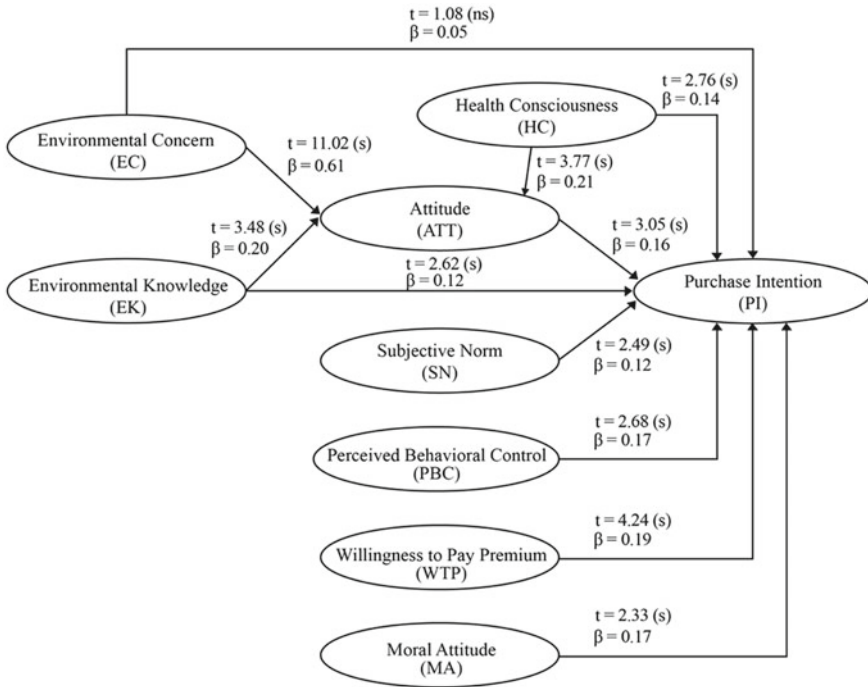 t = 1.08 (ns)
β = 0.05
Health Consciousness
(HC)
t = 2.76 (s)
β = 0.14
Environmental Concern
(EC)
t = 11.02 (s)
β = 0.61
t = 3.77 (s)
β = 0.21
Attitude
(ATT)
t = 3.48 (s)
β = 0.20
t = 3.05 (s)
β = 0.16
Environmental Knowledge
(EK)
t = 2.62 (s)
β = 0.12
Purchase Intention
(PI)
Subjective Norm
(SN)
t = 2.49 (s)
β = 0.12
Perceived Behavioral Control
(PBC)
t = 2.68 (s)
β = 0.17
Willingness to Pay Premium
(WTP)
t = 4.24 (s)
β = 0.19
Moral Attitude
(MA)
t = 2.33 (s)
β = 0.17